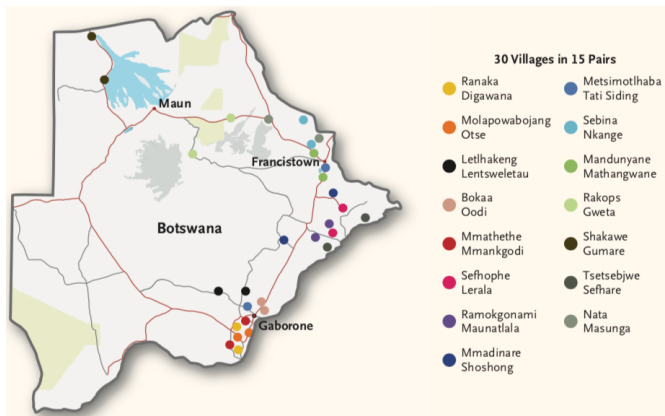 Maun
Francistown
Botswana
Gaborone
30 Villages in 15 Pairs
Ranaka
Digawana
Molapowabojang
Otse
Letlhakeng
Lentsweletau
Bokaa
Oodi
Mmathethe
Mmankgodi
Sefhophe
Lerala
Ramokgonami
Maunatlala
Mmadinare
Shoshong
Metsimotlhaba
Tati Siding
Sebina
Nkange
Mandunyane
Mathangwane
Rakops
Gweta
Shakawe
Gumare
Tsetsebjwe
Sefhare
Nata
Masunga